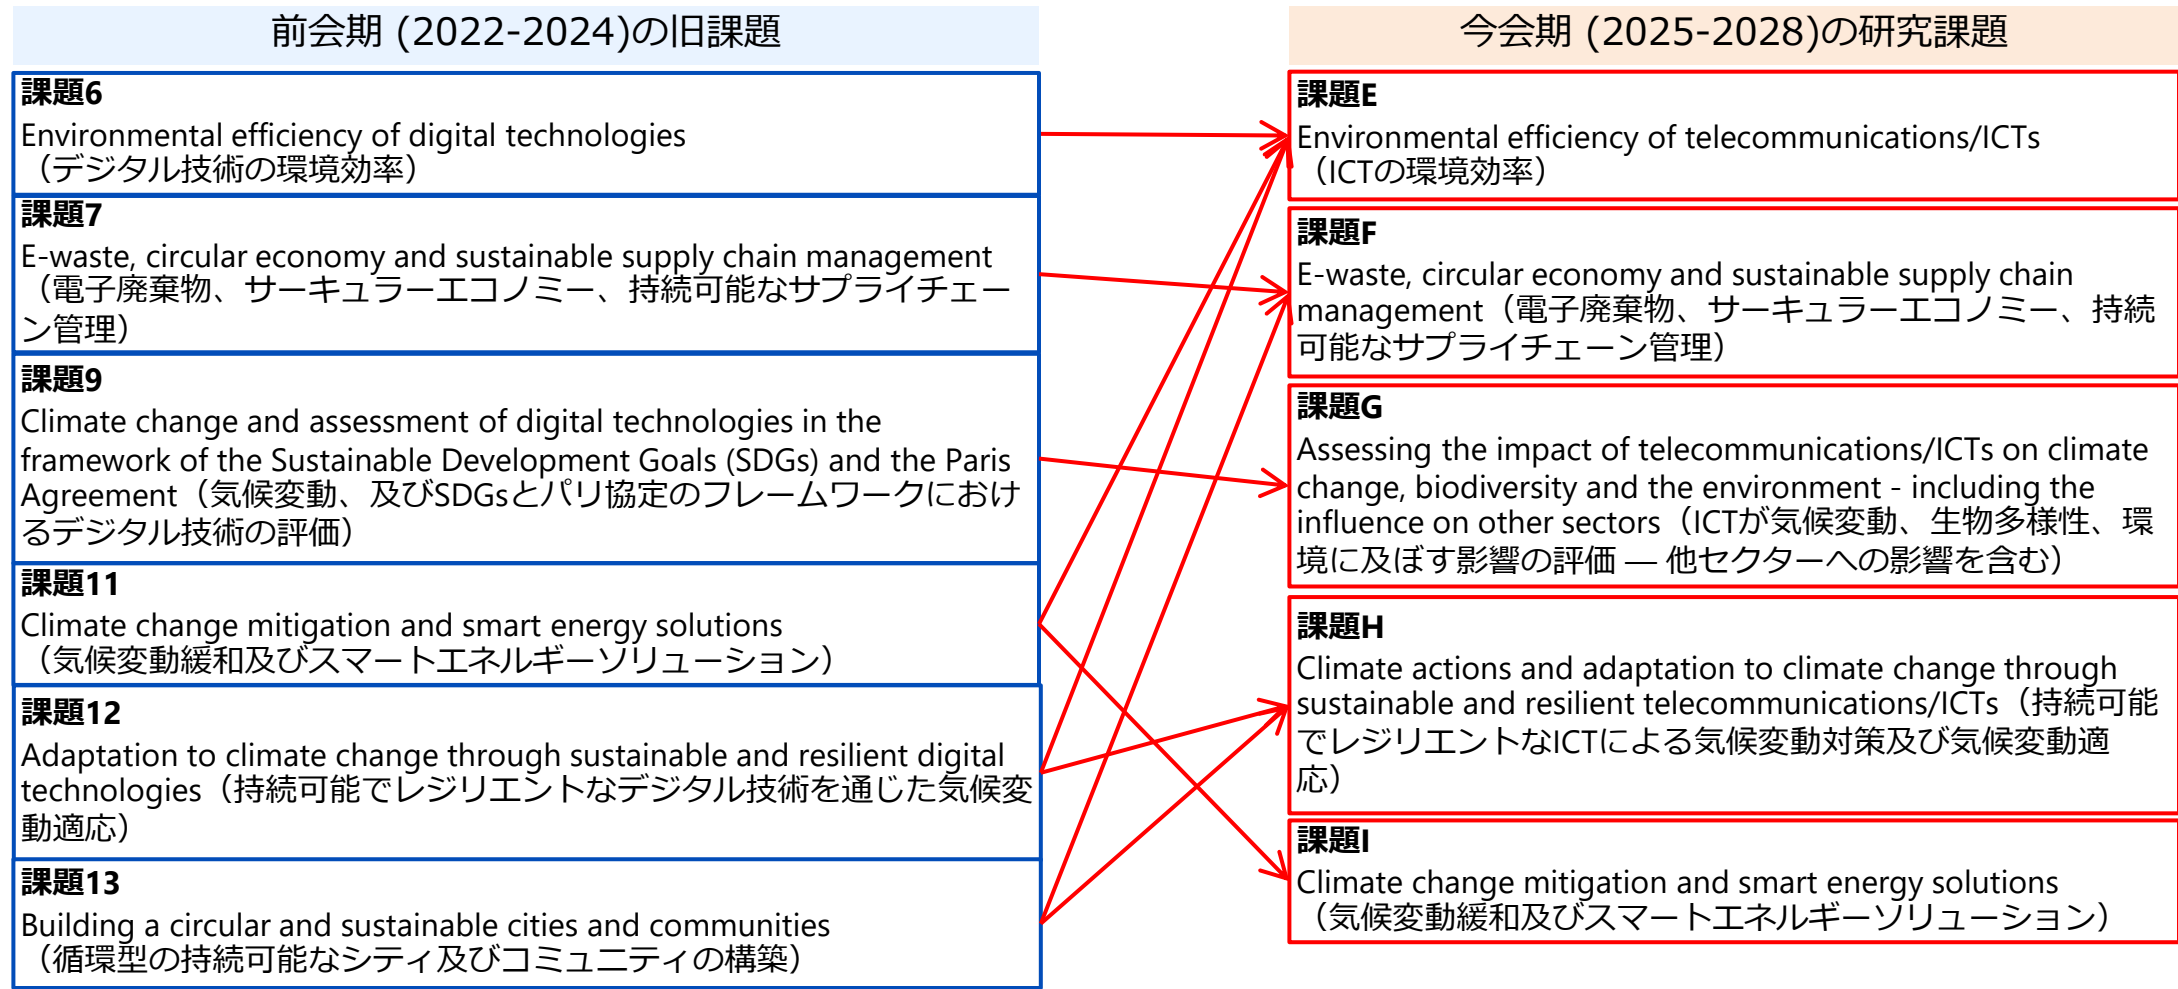 前会期 (2022-2024)の旧課題
課題6
Environmental efficiency of digital technologies
（デジタル技術の環境効率）
課題7
E-waste, circular economy and sustainable supply chain management
（電子廃棄物、サーキュラーエコノミー、持続可能なサプライチェー
ン管理）
課題9
Climate change and assessment of digital technologies in the
framework of the Sustainable Development Goals (SDGs) and the Paris
Agreement（気候変動、及びSDGsとパリ協定のフレームワークにおけ
るデジタル技術の評価）
課題11
Climate change mitigation and smart energy solutions
（気候変動緩和及びスマートエネルギーソリューション）
課題12
Adaptation to climate change through sustainable and resilient digital
technologies（持続可能でレジリエントなデジタル技術を通じた気候変
動適応）
課題13
Building a circular and sustainable cities and communities
（循環型の持続可能なシティ及びコミュニティの構築）
今会期 (2025-2028)の研究課題
課題E
Environmental efficiency of telecommunications/ICTs
（ICTの環境効率）
課題F
E-waste, circular economy and sustainable supply chain
management（電子廃棄物、サーキュラーエコノミー、持続
可能なサプライチェーン管理）
課題G
Assessing the impact of telecommunications/ICTs on climate
change, biodiversity and the environment - including the
influence on other sectors（ICTが気候変動、生物多様性、環
境に及ぼす影響の評価 ― 他セクターへの影響を含む）
課題H
Climate actions and adaptation to climate change through
sustainable and resilient telecommunications/ICTs（持続可能
でレジリエントなICTによる気候変動対策及び気候変動適
応）
課題I
Climate change mitigation and smart energy solutions
（気候変動緩和及びスマートエネルギーソリューション）